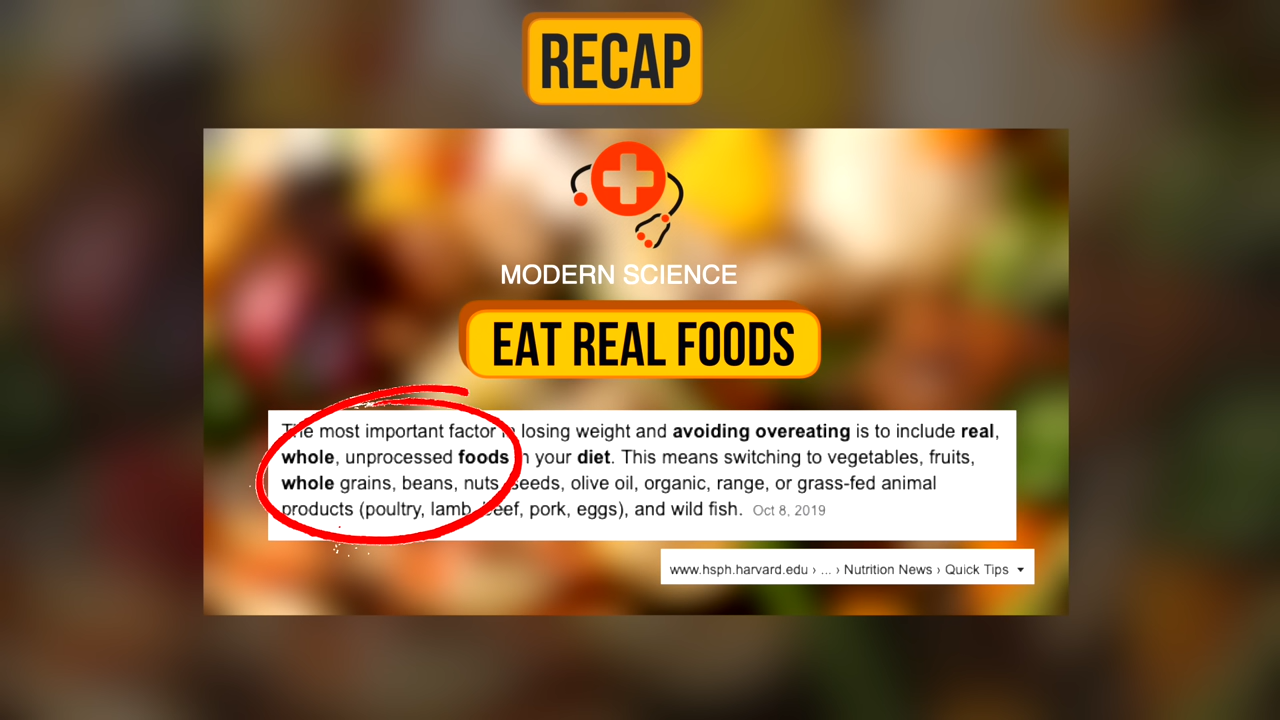 RECAP
MODERN SCIENCE
EAT REAL FOODS
The most important factor in losing weight and avoiding overeating is to include real,
whole, unprocessed foods in your diet. This means switching to vegetables, fruits,
whole grains, beans, nuts, seeds, olive oil, organic, range, or grass-fed animal
products (poultry, lamb, beef, pork, eggs), and wild fish. Oct 8, 2019
www.hsph.harvard.edu › ... › Nutrition News › Quick Tips